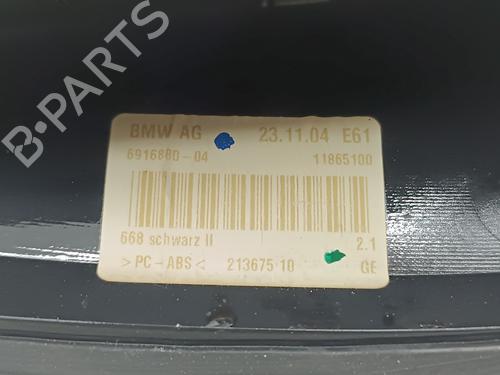 BMW AG 23.11.04 E61
6916880-04 11865100
668 schwarz II 2.1
>PC-ABS< 213675 10 GE
B-PARTS